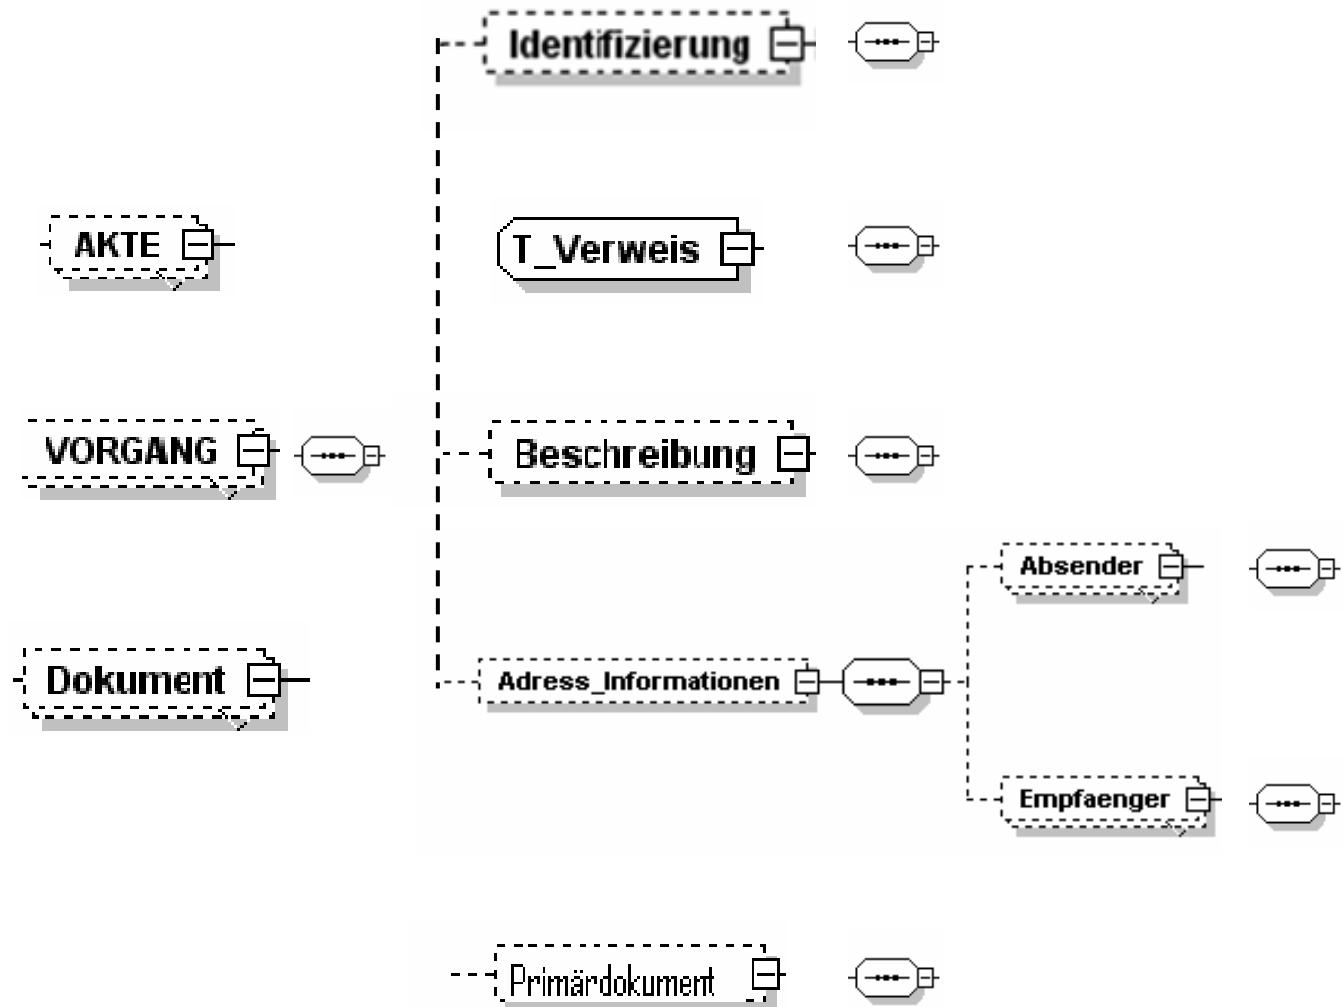 Identifizierung
AKTE
T_Verweis
VORGANG
Beschreibung
Absender
Dokument
Adress_Informationen
Empfaenger
Primärdokument